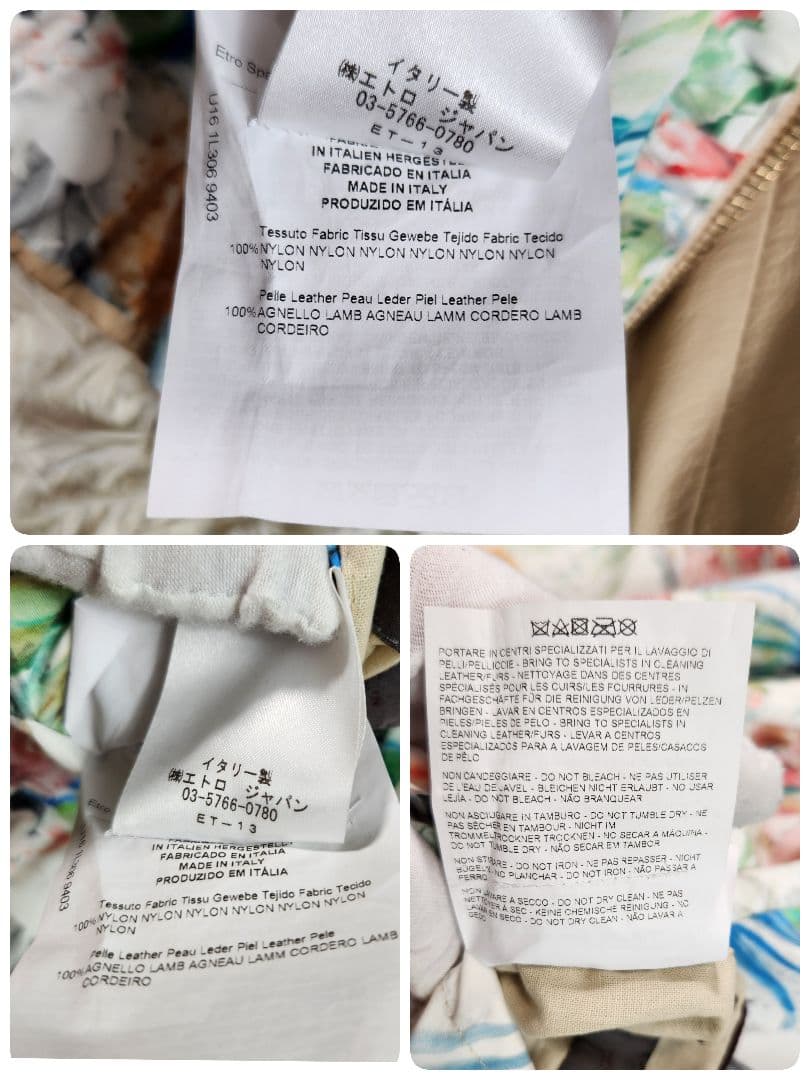 Etro Spa
U16 1L306 9403
イタリー製
㈱エトロ ジャパン
03-5766-0780
ET-13
IN ITALIEN HERGESTELL
FABRICADO EN ITALIA
MADE IN ITALY
PRODUZIDO EM ITÁLIA
Tessuto Fabric Tissu Gewebe Tejido Fabric Tecido
100%NYLON NYLON NYLON NYLON NYLON NYLON
NYLON
Pelle Leather Peau Leder Piel Leather Pele
100%AGNELLO LAMB AGNEAU LAMM CORDERO LAMB
CORDEIRO
イタリー製
㈱エトロ ジャパン
03-5766-0780
ET-13
Etro
1L306 9403
IN ITALIEN HERGESTELL
FABRICADO EN ITALIA
MADE IN ITALY
PRODUZIDO EM ITÁLIA
Tessuto Fabric Tissu Gewebe Tejido Fabric Tecido
100%NYLON NYLON NYLON NYLON NYLON NYLON
NYLON
Pelle Leather Peau Leder Piel Leather Pele
100%AGNELLO LAMB AGNEAU LAMM CORDERO LAMB
CORDEIRO
PORTARE IN CENTRI SPECIALIZZATI PER IL LAVAGGIO DI
PELLI/PELLICCIE - BRING TO SPECIALISTS IN CLEANING
LEATHER/FURS - NETTOYAGE DANS DES CENTRES
SPECIALISÉS POUR LES CUIRS/LES FOURRURES - IN
FACHGESCHÄFTE FÜR DIE REINIGUNG VON LEDER/PELZEN
BRINGEN - LAVAR EN CENTROS ESPECIALIZADOS EN
PIELES/PIELES DE PELO - BRING TO SPECIALISTS IN
CLEANING LEATHER/FURS - LEVAR A CENTROS
ESPECIALIZADOS PARA A LAVAGEM DE PELES/CASACOS
DE PÊLO
NON CANDEGGIARE - DO NOT BLEACH - NE PAS UTILISER
DE L'EAU DE JAVEL - BLEICHEN NICHT ERLAUBT - NO USAR
LEJIA - DO NOT BLEACH - NÃO BRANQUEAR
NON ASCIUGARE IN TAMBURO - DO NOT TUMBLE DRY - NE
PAS SÈCHER EN TAMBOUR - NICHT IM
TROMMELTROCKNER TROCKNEN - NO SECAR A MÁQUINA -
DO NOT TUMBLE DRY - NÃO SECAR EM TAMBOR
NON STIRARE - DO NOT IRON - NE PAS REPASSER - NICHT
BÜGELN - NO PLANCHAR - DO NOT IRON - NÃO PASSAR A
FERRO
NON LAVARE A SECCO - DO NOT DRY CLEAN - NE PAS
NETTOYER À SEC - KEINE CHEMISCHE REINIGUNG - NO
LAVAR EN SECO - DO NOT DRY CLEAN - NÃO LAVAR A